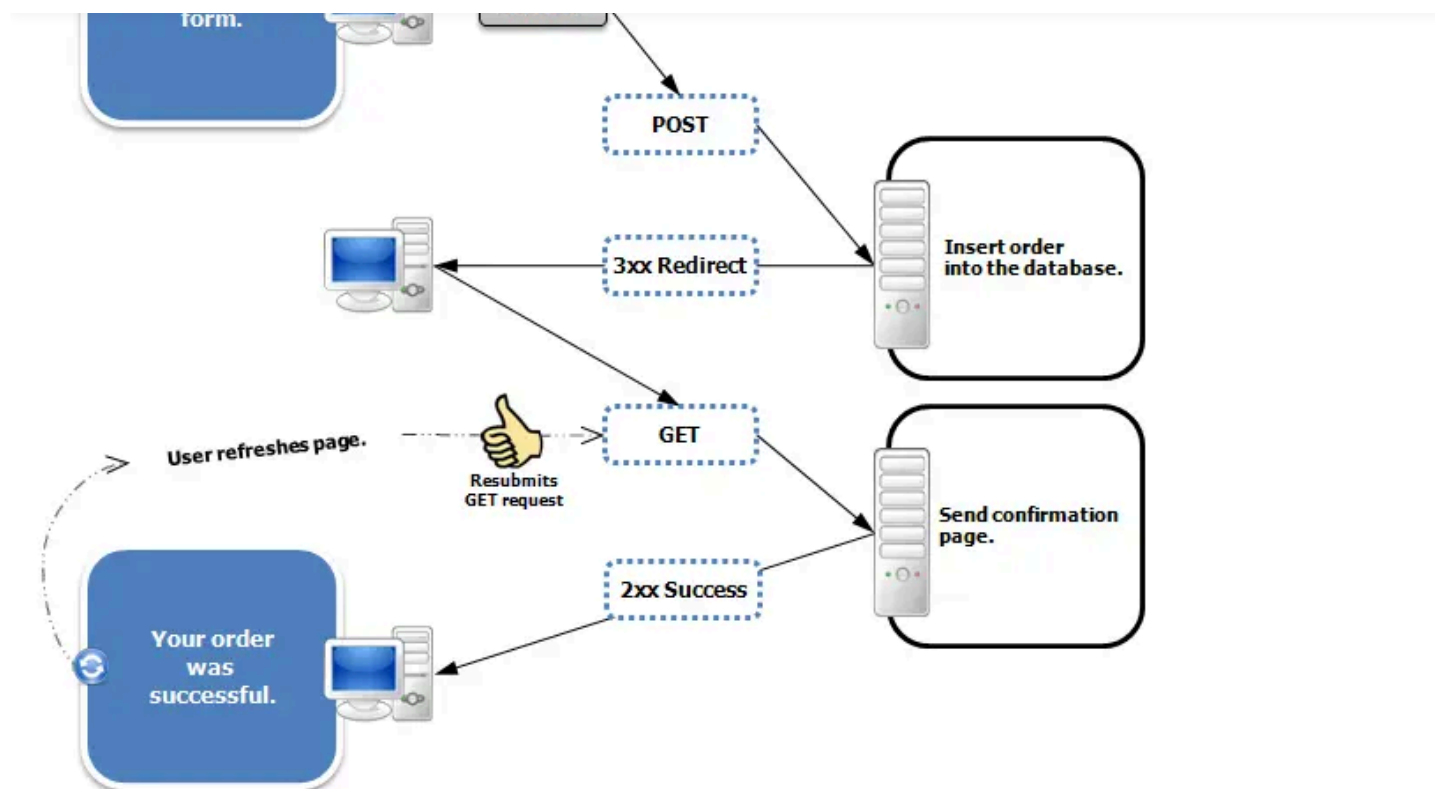 form.
POST
Insert order
into the database.
3xx Redirect
GET
User refreshes page.
Resubmits
GET request
Send confirmation
page.
2xx Success
Your order
was
successful.